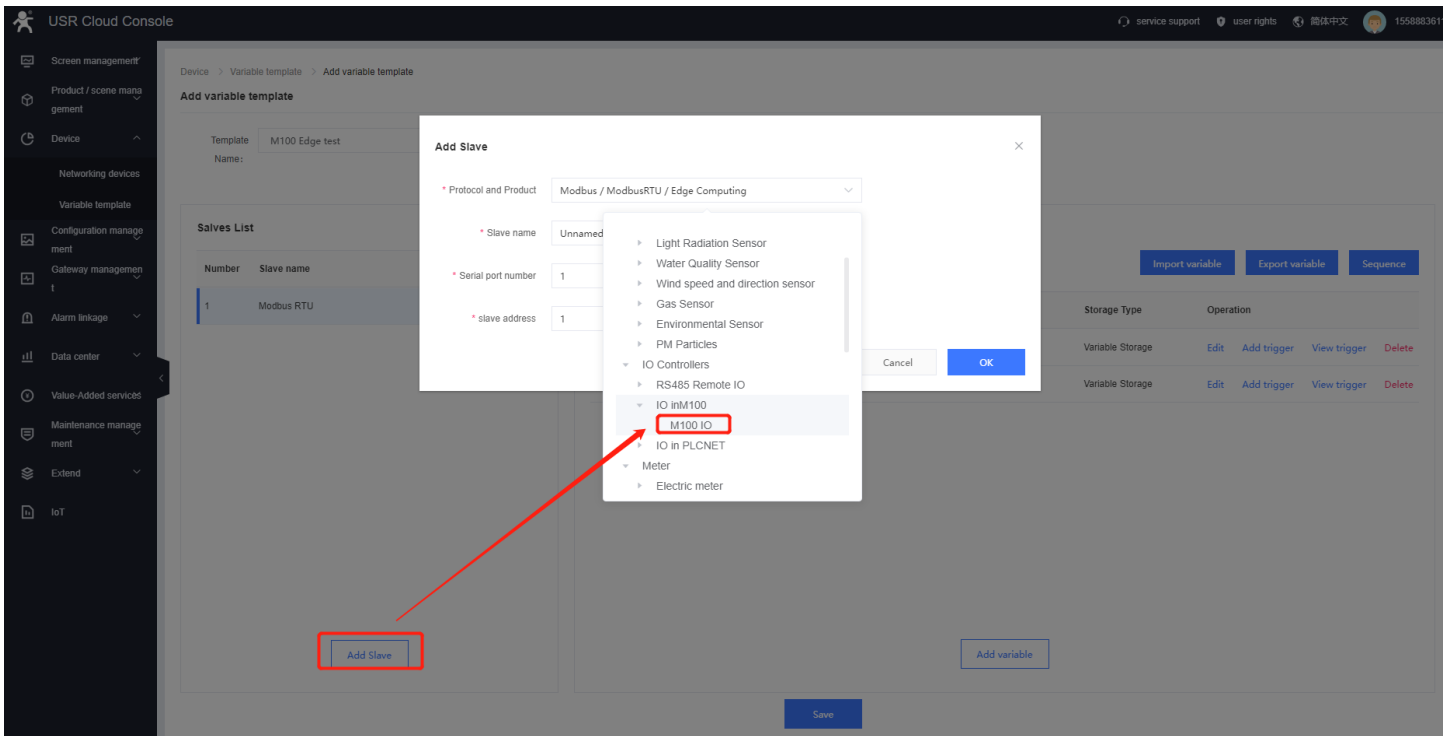 USR Cloud Console
service support
user rights
简体中文
155888361
Screen management
Product / scene mana
gement
Device
Networking devices
Variable template
Configuration manage
ment
Gateway managemen
t
Alarm linkage
Data center
Value-Added services
Maintenance manage
ment
Extend
IoT
Device > Variable template > Add variable template
Add variable template
Template
Name:
M100 Edge test
Salves List
Number Slave name
1 Modbus RTU
Add Slave
Add Slave
* Protocol and Product Modbus / ModbusRTU / Edge Computing
* Slave name Unnamed
* Serial port number 1
* slave address 1
Light Radiation Sensor
Water Quality Sensor
Wind speed and direction sensor
Gas Sensor
Environmental Sensor
PM Particles
IO Controllers
RS485 Remote IO
IO inM100
M100 IO
IO in PLCNET
Meter
Electric meter
Cancel OK
Import variable Export variable Sequence
Storage Type Operation
Variable Storage Edit Add trigger View trigger Delete
Variable Storage Edit Add trigger View trigger Delete
Add variable
Save